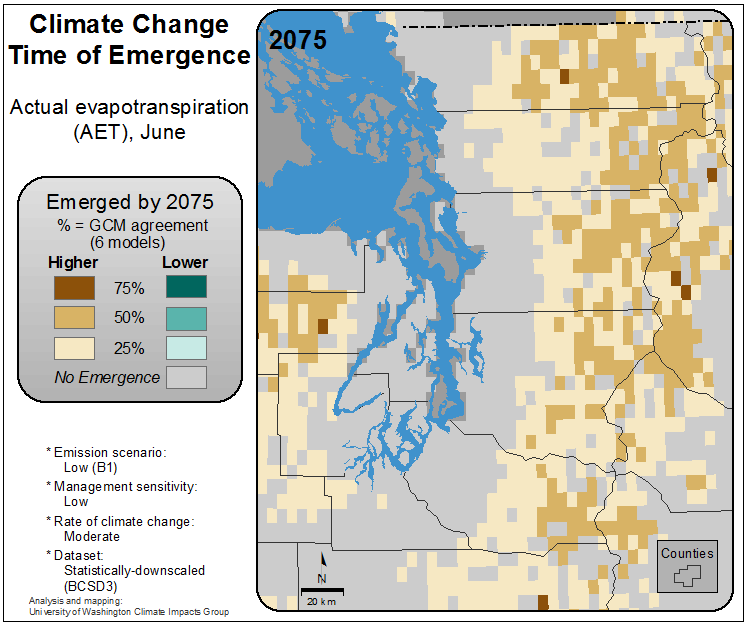 Climate Change
Time of Emergence
Actual evapotranspiration
(AET), June
Emerged by 2075
% = GCM agreement
(6 models)
Higher Lower
75%
50%
25%
No Emergence
* Emission scenario:
Low (B1)
* Management sensitivity:
Low
* Rate of climate change:
Moderate
* Dataset:
Statistically-downscaled
(BCSD3)
Analysis and mapping:
University of Washington Climate Impacts Group
2075
N
20 km
Counties